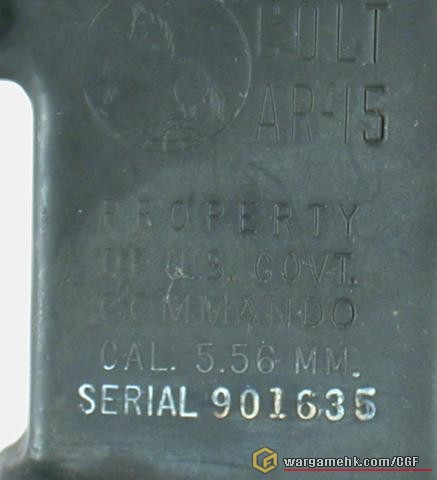 COLT
AR-15
PROPERTY
OF U.S. GOVT.
COMMANDO
CAL. 5.56 MM.
SERIAL 901635
wargamehk.com/CGF